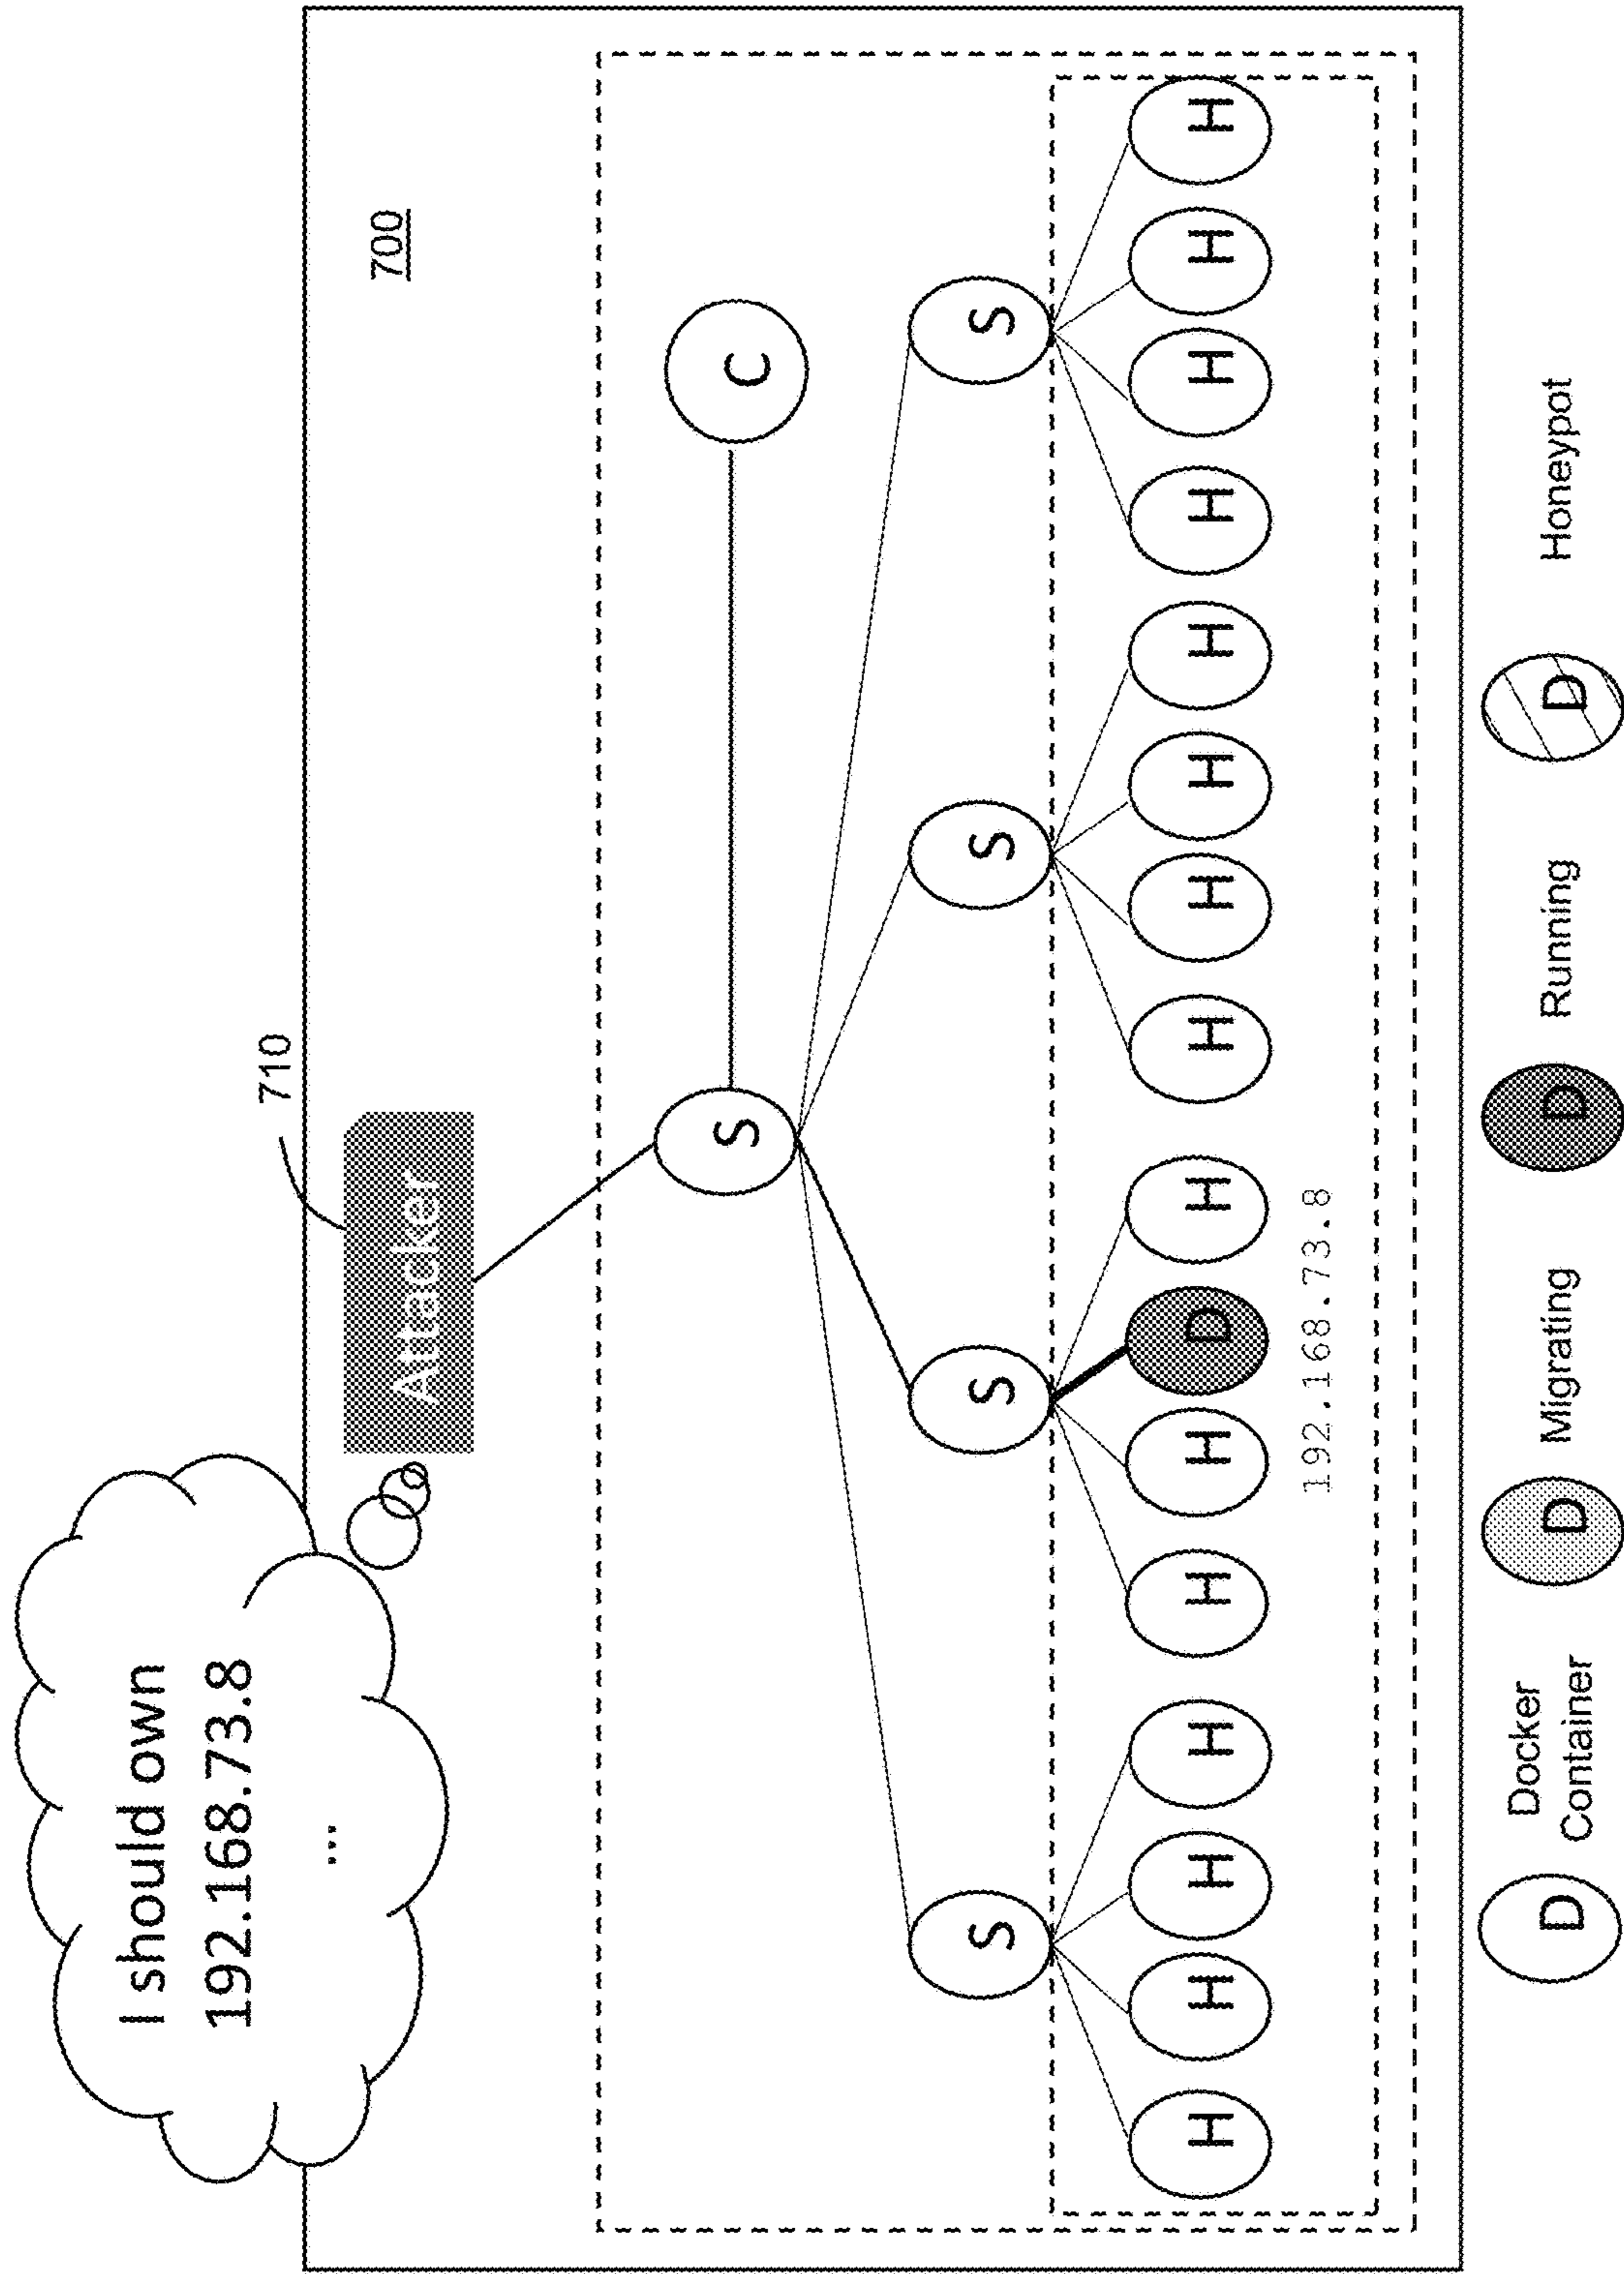 I should own
192.168.73.8
...
710
Attacker
700
S
C
S
S
S
S
H
H
H
H
H
H
D
H
H
H
H
H
H
H
H
H
192.168.73.8
D
Docker
Container
D
Migrating
D
Running
D
Honeypot